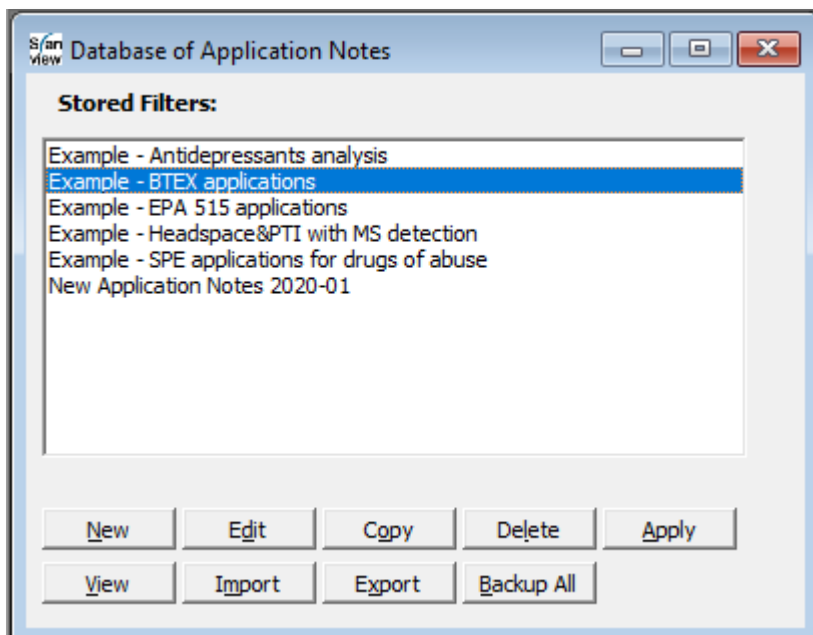 Scan
view Database of Application Notes
Stored Filters:
Example - Antidepressants analysis
Example - BTEX applications
Example - EPA 515 applications
Example - Headspace&PTI with MS detection
Example - SPE applications for drugs of abuse
New Application Notes 2020-01
New Edit Copy Delete Apply
View Import Export Backup All